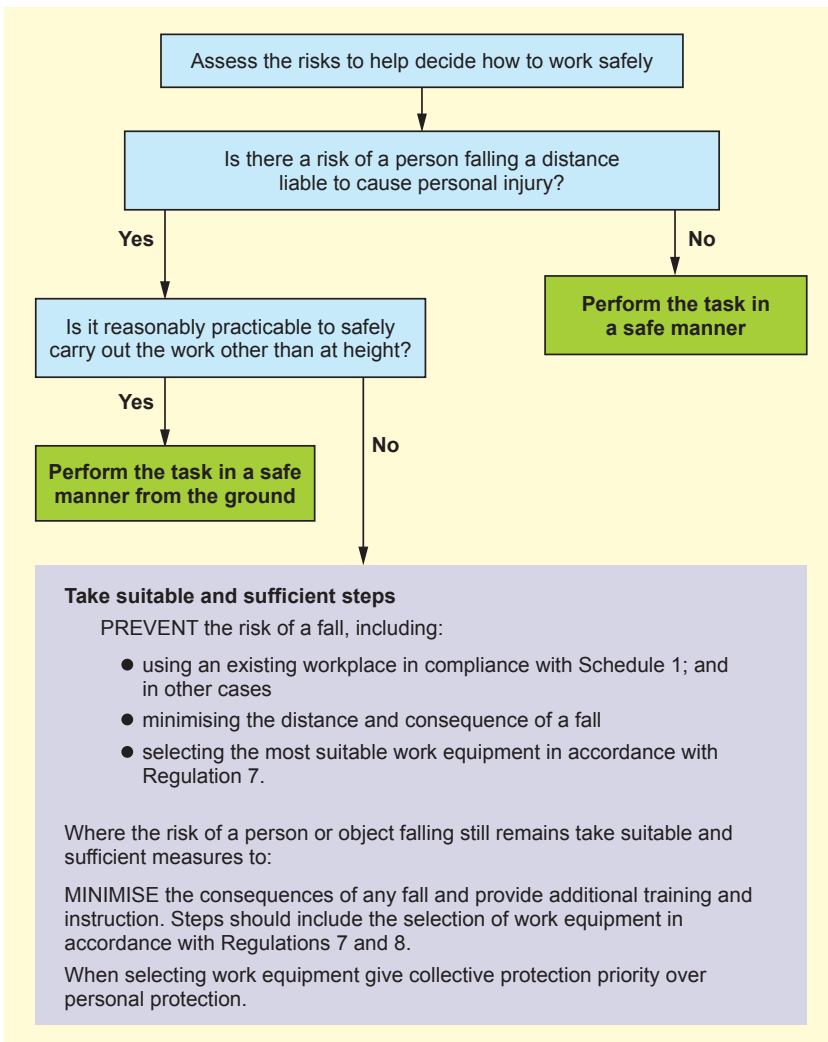 Assess the risks to help decide how to work safely
Is there a risk of a person falling a distance
liable to cause personal injury?
Yes
No
Is it reasonably practicable to safely
carry out the work other than at height?
Perform the task in
a safe manner
Yes
No
Perform the task in a safe
manner from the ground
Take suitable and sufficient steps
PREVENT the risk of a fall, including:
● using an existing workplace in compliance with Schedule 1; and
in other cases
● minimising the distance and consequence of a fall
● selecting the most suitable work equipment in accordance with
Regulation 7.
Where the risk of a person or object falling still remains take suitable and
sufficient measures to:
MINIMISE the consequences of any fall and provide additional training and
instruction. Steps should include the selection of work equipment in
accordance with Regulations 7 and 8.
When selecting work equipment give collective protection priority over
personal protection.